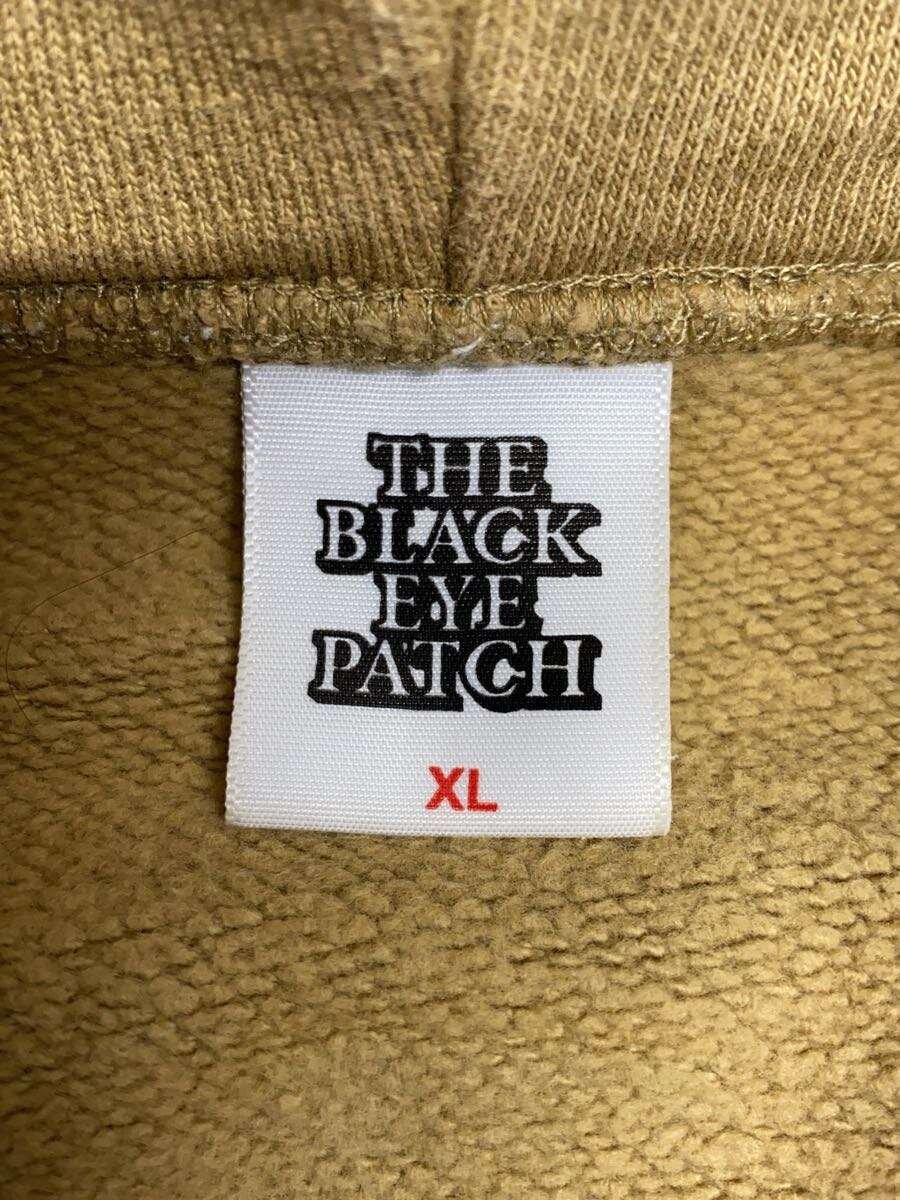 THE
BLACK
EYE
PATCH
XL